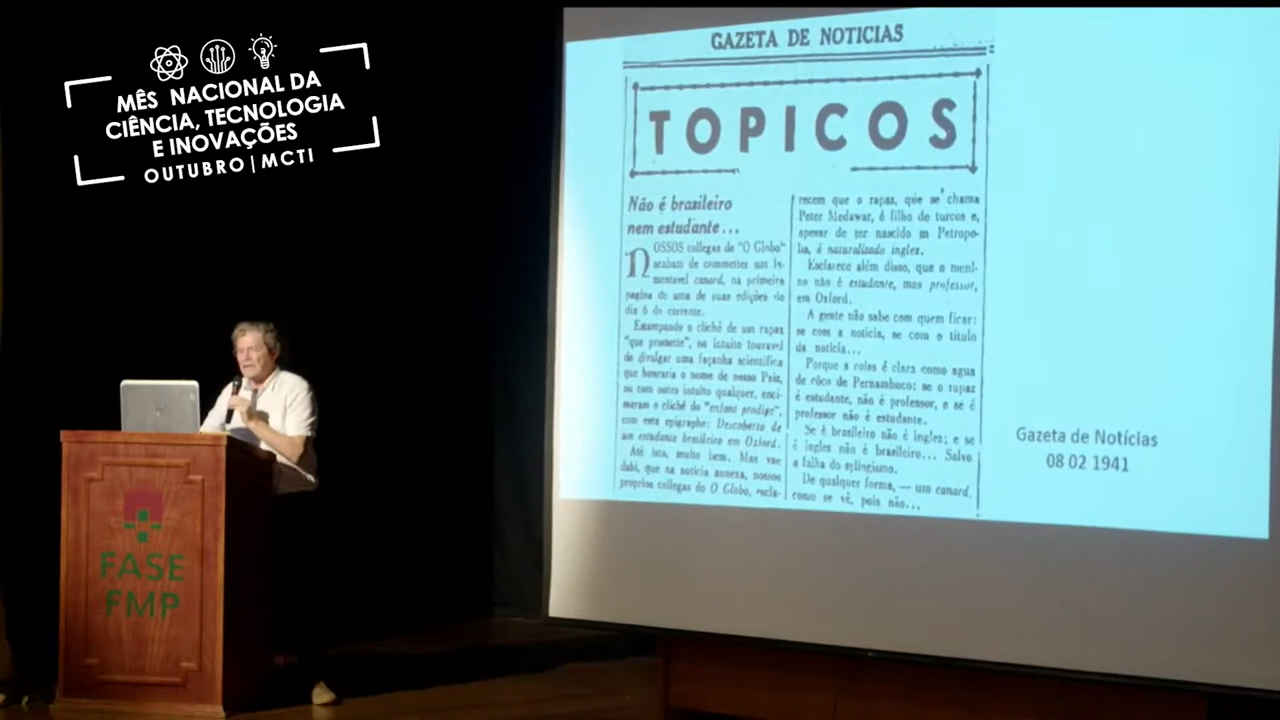 MÊS NACIONAL DA
CIÊNCIA, TECNOLOGIA
E INOVAÇÕES
OUTUBRO | MCTI
FASE
FMP
GAZETA DE NOTICIAS
TOPICOS
Não é brasileiro
nem estudante...
NOSSOS collegas de "O Globo"
acabam de commetter um la-
mentavel canard, na primeira
pagina de uma de suas edições do
dia 6 do corrente.
Estampando o cliché de um rapaz
"que promette", no intuito louvavel
de divulgar uma façanha scientifica
que honraria o nome de nosso Paiz,
ou com outro intuito qualquer, enci-
maram o cliché do "enfant prodige",
com esta epigraphe: Descoberta de
um estudante brasileiro em Oxford.
Até ista, muito bem. Mas vae
dahi, que na noticia annexa, nossos
proprios collegas do O Globo, escla-
recem que o rapaz, que se chama
Peter Medawar, é filho de turcos e,
apesar de ter nascido m Petropo-
lis, é naturalizado inglez.
Esclarece além disso, que o meni-
no não é estudante, mas professor,
em Oxford.
A gente não sabe com quem ficar:
se com a noticia, se com o titulo
da noticia...
Porque a coisa é clara como agua
de côco de Pernambuco: se o rapaz
é estudante, não é professor, e se é
professor não é estudante.
Se é brasileiro não é inglez; e se
é inglez não é brasileiro... Salvo
a falha do sylogismo.
De qualquer forma, — um canard,
como se vê, pois não...
Gazeta de Notícias
08 02 1941